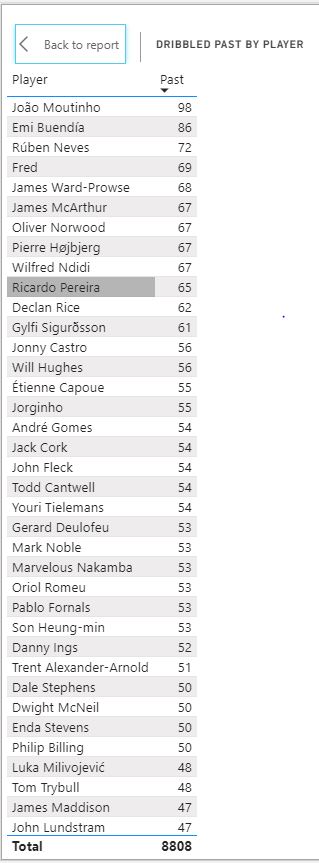 Back to report
DRIBBLED PAST BY PLAYER
Player Past
João Moutinho 98
Emi Buendía 86
Rúben Neves 72
Fred 69
James Ward-Prowse 68
James McArthur 67
Oliver Norwood 67
Pierre Højbjerg 67
Wilfred Ndidi 67
Ricardo Pereira 65
Declan Rice 62
Gylfi Sigurðsson 61
Jonny Castro 56
Will Hughes 56
Étienne Capoue 55
Jorginho 55
André Gomes 54
Jack Cork 54
John Fleck 54
Todd Cantwell 54
Youri Tielemans 54
Gerard Deulofeu 53
Mark Noble 53
Marvelous Nakamba 53
Oriol Romeu 53
Pablo Fornals 53
Son Heung-min 53
Danny Ings 52
Trent Alexander-Arnold 51
Dale Stephens 50
Dwight McNeil 50
Enda Stevens 50
Philip Billing 50
Luka Milivojević 48
Tom Trybull 48
James Maddison 47
John Lundstram 47
Total 8808